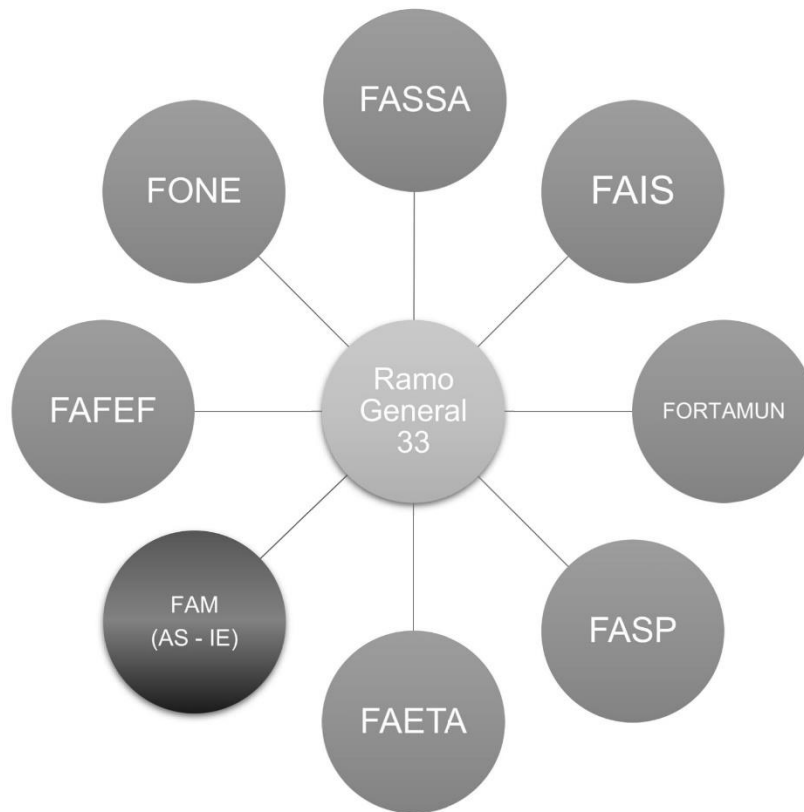 FASSA
FONE
FAIS
Ramo
General
33
FAFEF
FORTAMUN
FAM
(AS - IE)
FASP
FAETA